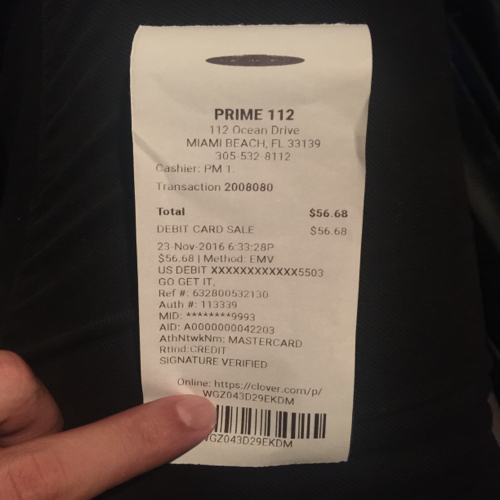 PRIME 112
112 Ocean Drive
MIAMI BEACH, FL 33139
305-532-8112
Cashier: PM 1.
Transaction 2008080
Total $56.68
DEBIT CARD SALE $56.68
23-Nov-2016 6:33:28P
$56.68 | Method: EMV
US DEBIT XXXXXXXXXXXX5503
GO GET IT,
Ref #: 632800532130
Auth #: 113339
MID: ********9993
AID: A0000000042203
AthNtwkNm: MASTERCARD
RtInd:CREDIT
SIGNATURE VERIFIED
Online: https://clover.com/p/
WGZ043D29EKDM
WGZ043D29EKDM